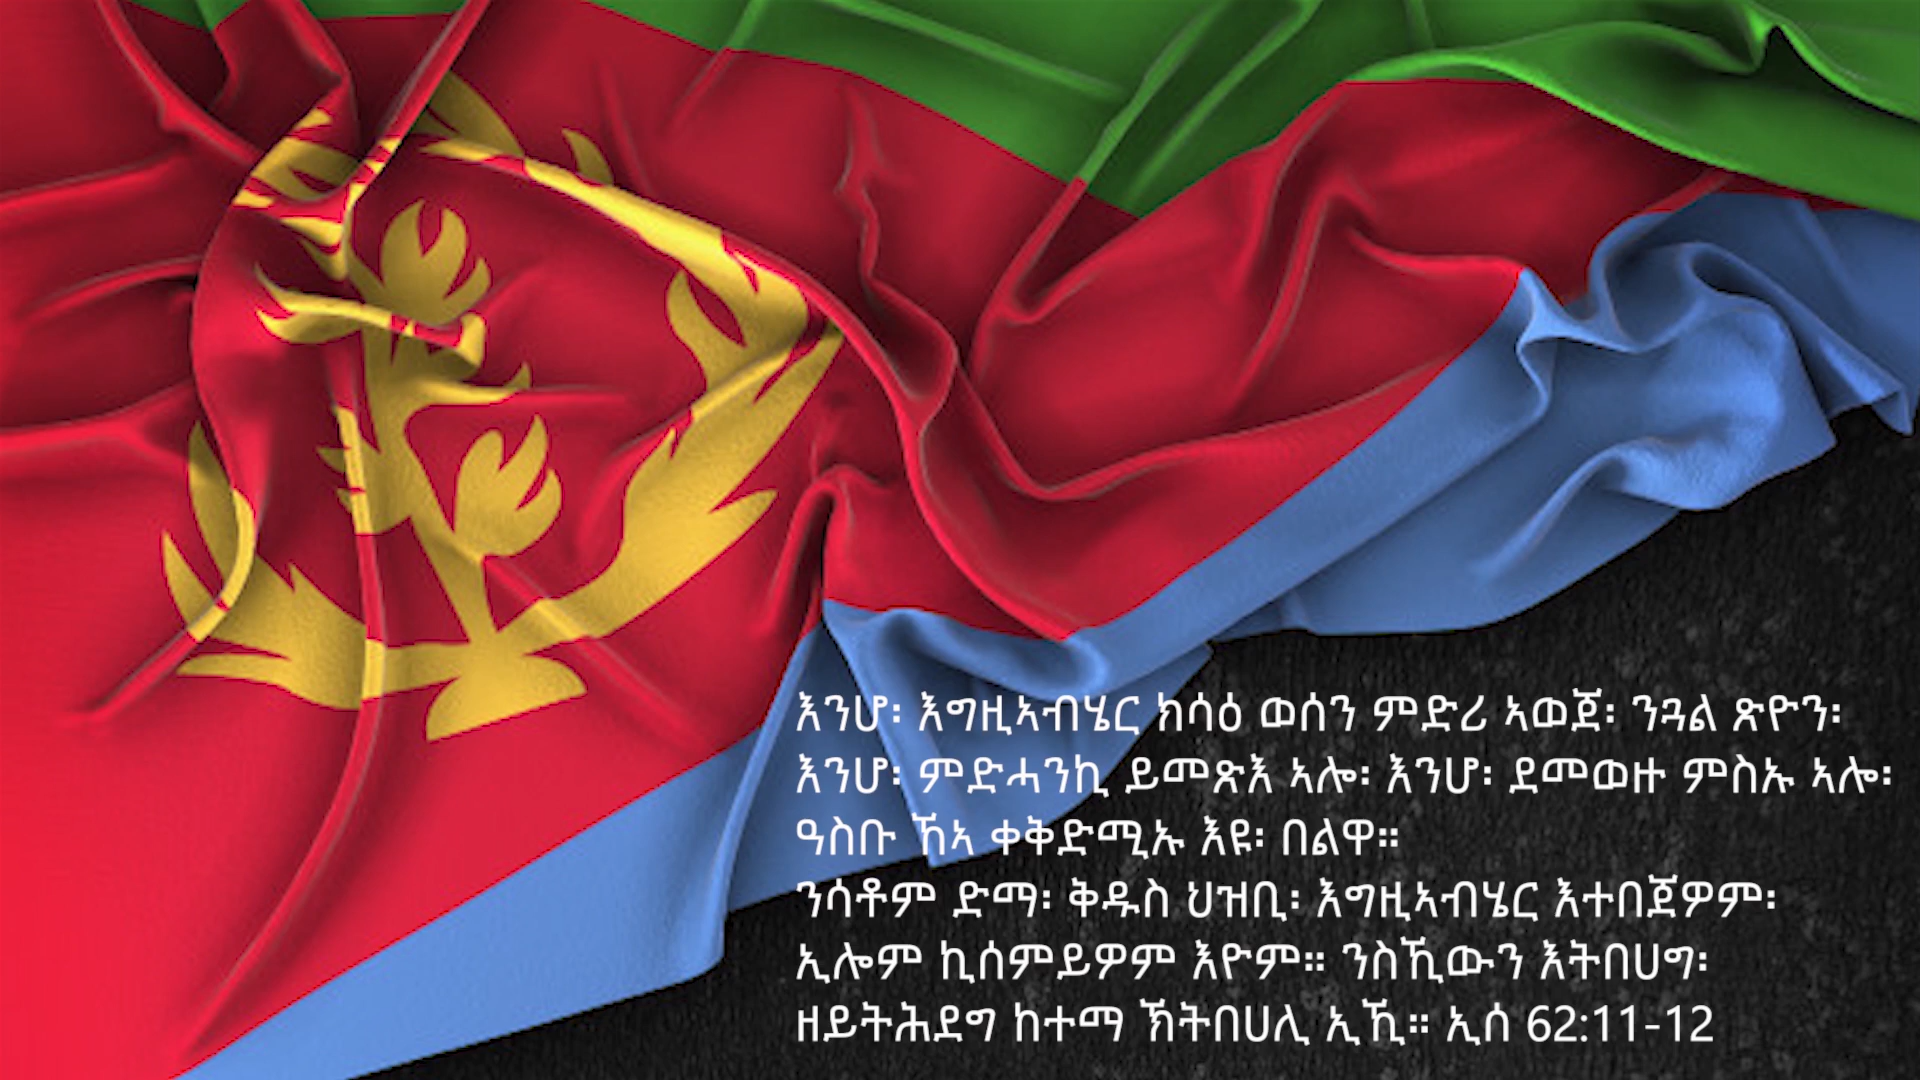 እንሆ፡ እግዚኣብሄር ክሳዕ ወሰን ምድሪ ኣወጀ፡ ንጓል ጽዮን፡
እንሆ፡ ምድሓንኪ ይመጽእ ኣሎ፡ እንሆ፡ ደመወዙ ምስኡ ኣሎ፡
ዓስቡ ኸኣ ቀቅድሚኡ እዩ፡ በልዋ።
ንሳቶም ድማ፡ ቅዱስ ህዝቢ፡ እግዚኣብሄር እተበጀዎም፡
ኢሎም ኪሰምይዎም እዮም። ንስኺውን እትበሀግ፡
ዘይትሕደግ ከተማ ኽትበሀሊ ኢኺ። ኢሰ 62:11-12